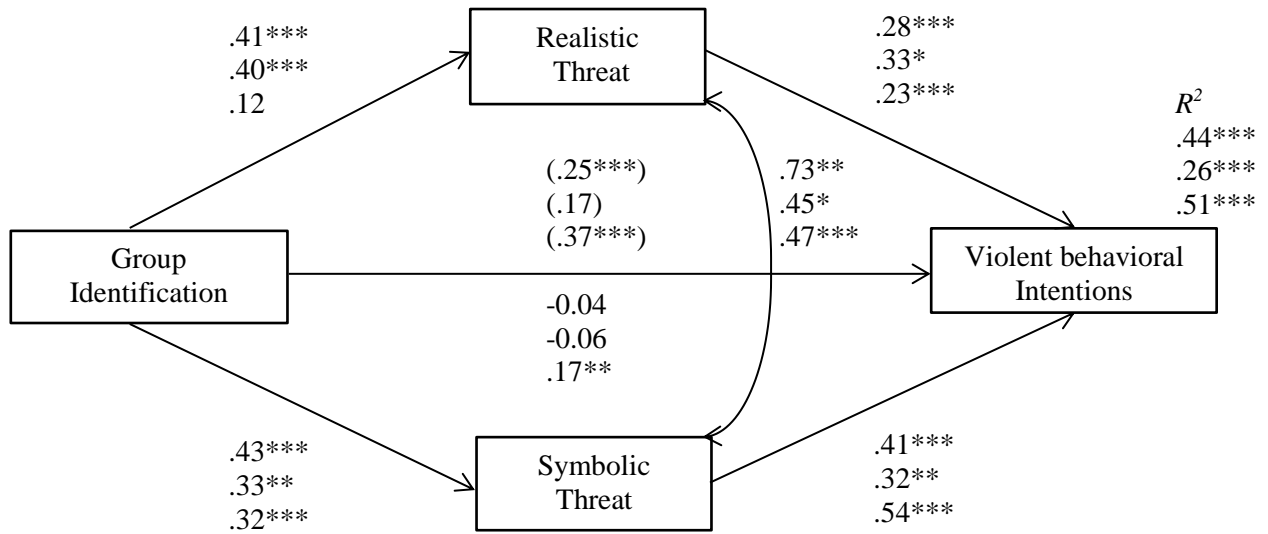 .41***
.40***
.12
Realistic
Threat
.28***
.33*
.23***
R²
.44***
.26***
.51***
(.25***)
(.17)
(.37***)
.73**
.45*
.47***
Group
Identification
Violent behavioral
Intentions
-0.04
-0.06
.17**
.43***
.33**
.32***
Symbolic
Threat
.41***
.32**
.54***